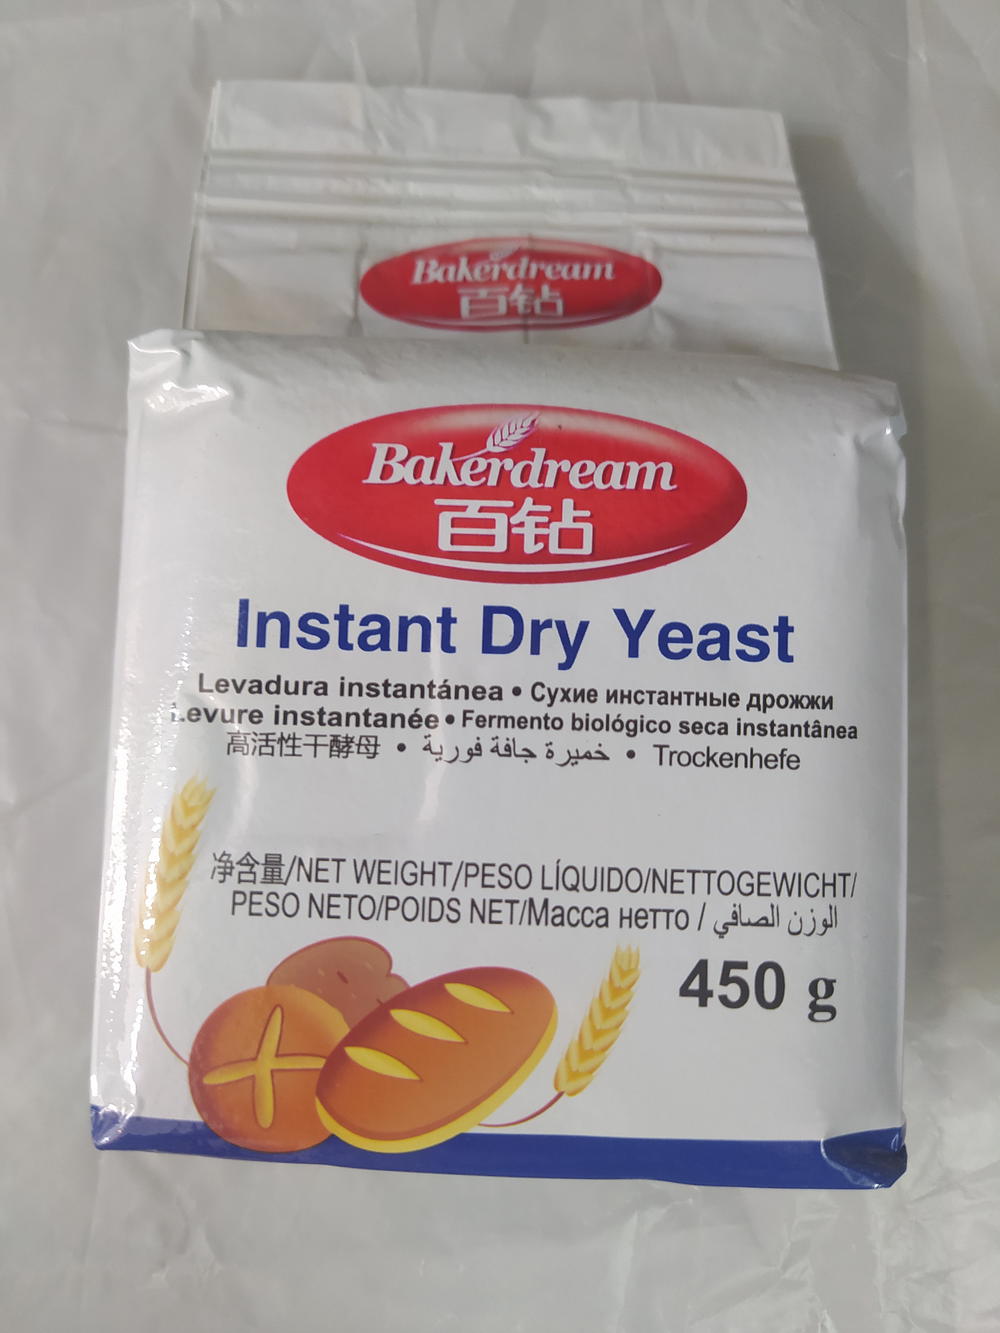 Bakerdream
百钻
Bakerdream
百钻
Instant Dry Yeast
Levadura instantánea • Сухие инстантные дрожжи
Levure instantanée • Fermento biológico seca instantânea
高活性干酵母 • خميرة جافة فورية • Trockenhefe
净含量/NET WEIGHT/PESO LÍQUIDO/NETTOGEWICHT/
PESO NETO/POIDS NET/Масса нетто / الوزن الصافي
450 g